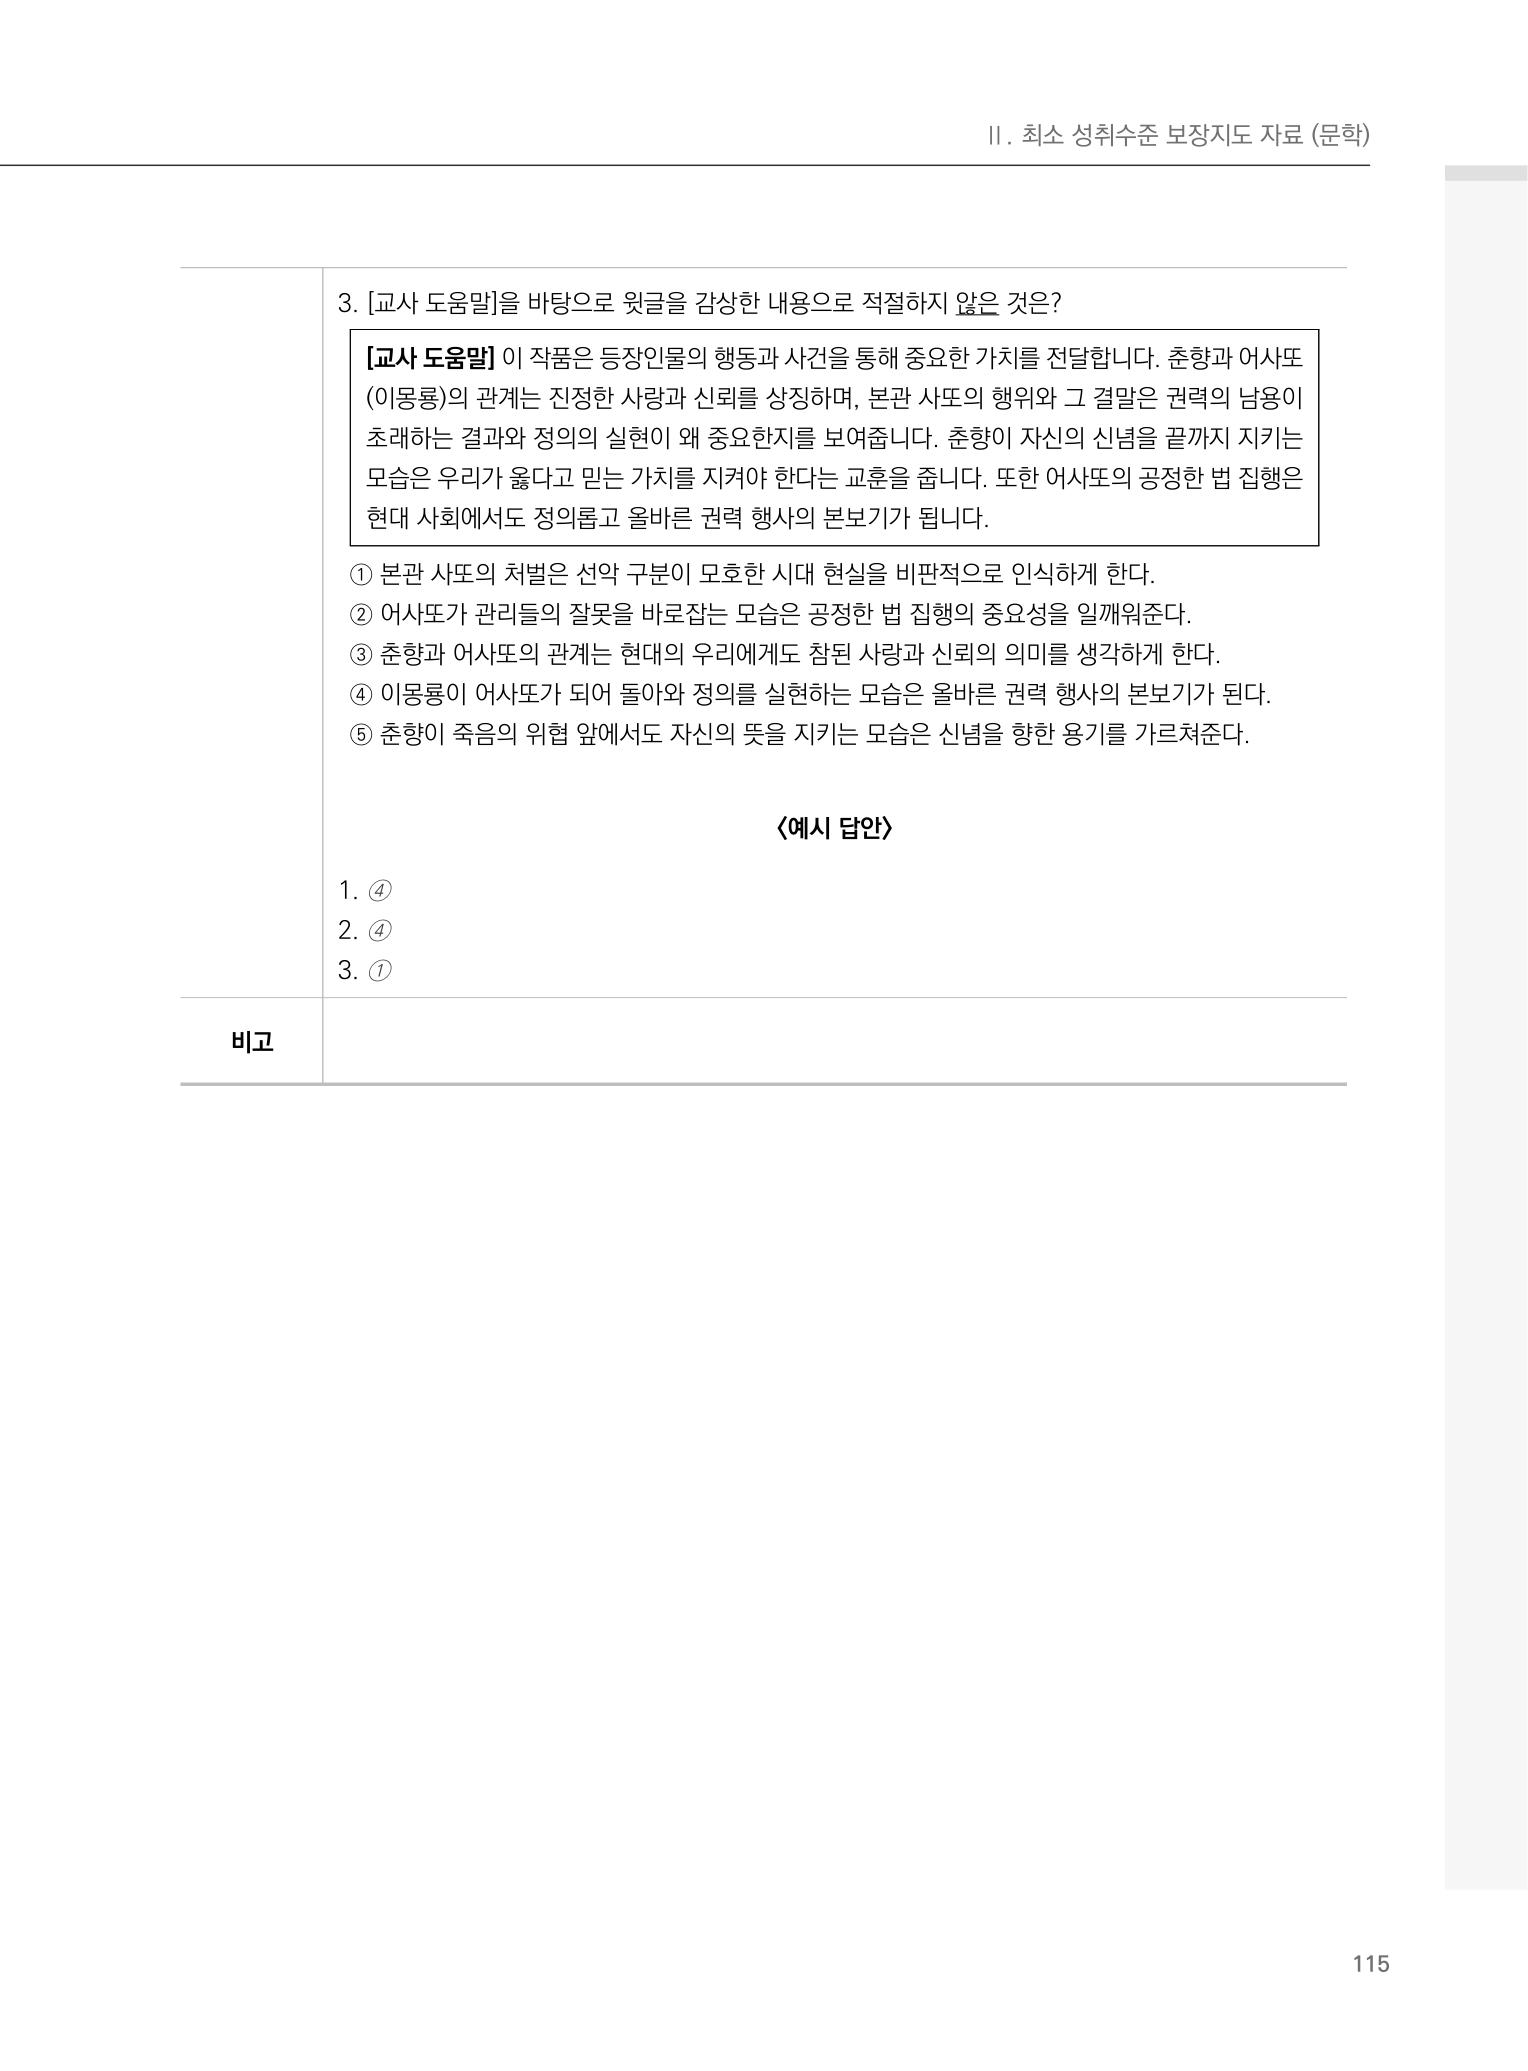 Ⅱ. 최소 성취수준 보장지도 자료 (문학)
3. [교사 도움말]을 바탕으로 윗글을 감상한 내용으로 적절하지 않은 것은?
[교사 도움말] 이 작품은 등장인물의 행동과 사건을 통해 중요한 가치를 전달합니다. 춘향과 어사또
(이몽룡)의 관계는 진정한 사랑과 신뢰를 상징하며, 본관 사또의 행위와 그 결말은 권력의 남용이
초래하는 결과와 정의의 실현이 왜 중요한지를 보여줍니다. 춘향이 자신의 신념을 끝까지 지키는
모습은 우리가 옳다고 믿는 가치를 지켜야 한다는 교훈을 줍니다. 또한 어사또의 공정한 법 집행은
현대 사회에서도 정의롭고 올바른 권력 행사의 본보기가 됩니다.
① 본관 사또의 처벌은 선악 구분이 모호한 시대 현실을 비판적으로 인식하게 한다.
② 어사또가 관리들의 잘못을 바로잡는 모습은 공정한 법 집행의 중요성을 일깨워준다.
③ 춘향과 어사또의 관계는 현대의 우리에게도 참된 사랑과 신뢰의 의미를 생각하게 한다.
④ 이몽룡이 어사또가 되어 돌아와 정의를 실현하는 모습은 올바른 권력 행사의 본보기가 된다.
⑤ 춘향이 죽음의 위협 앞에서도 자신의 뜻을 지키는 모습은 신념을 향한 용기를 가르쳐준다.
〈예시 답안〉
1. ④
2. ④
3. ①
비고
115